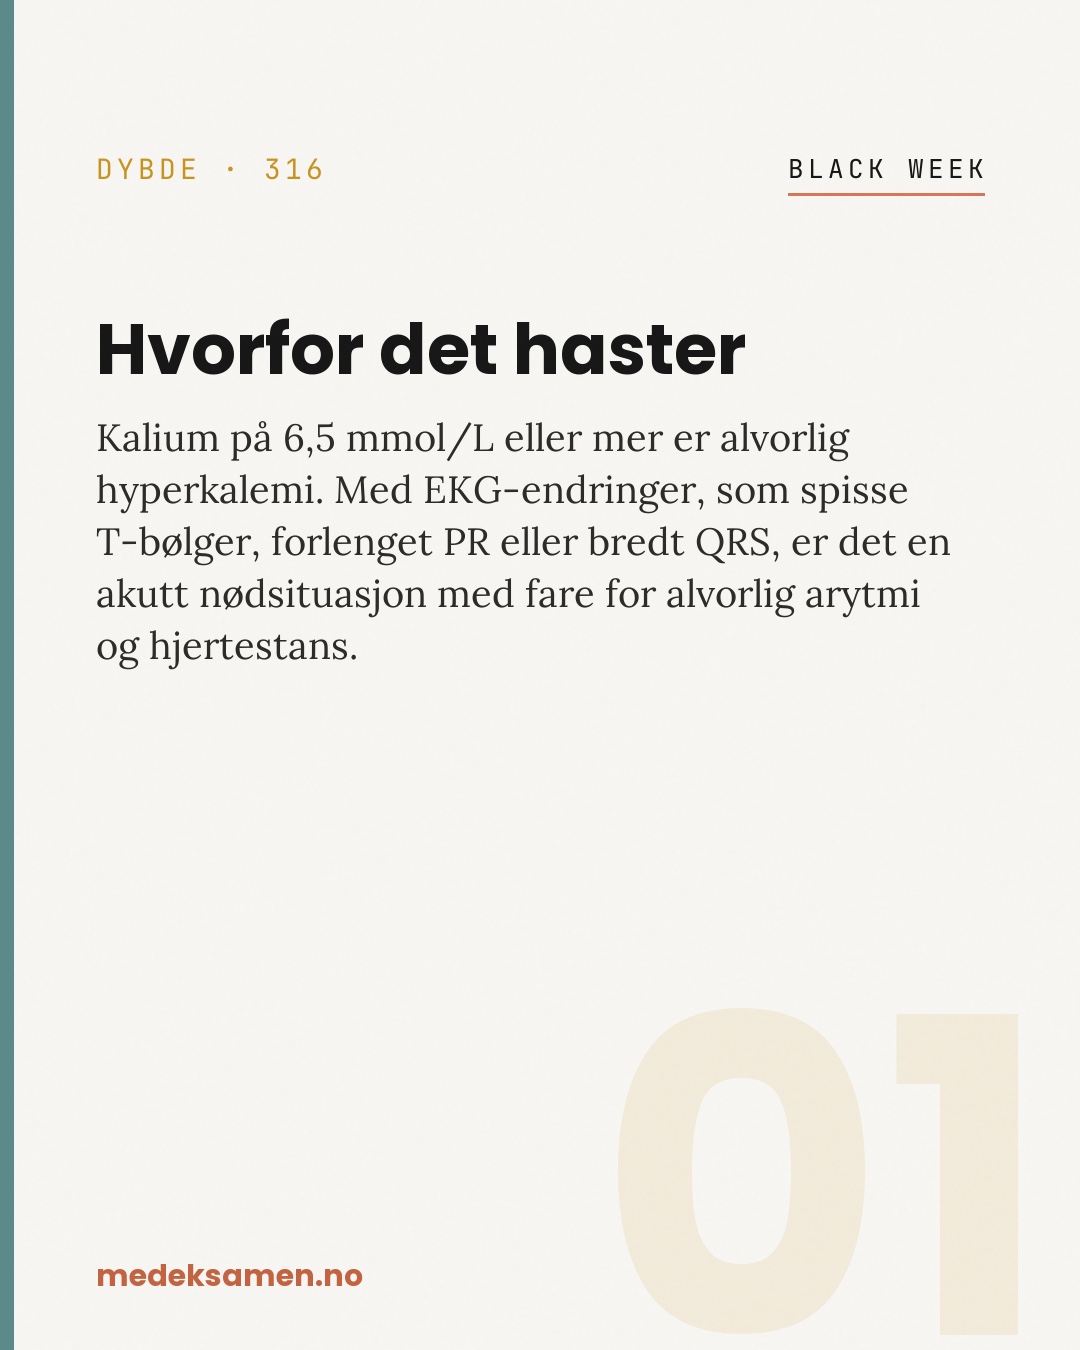 DYBDE · 316
BLACK WEEK
Hvorfor det haster
Kalium på 6,5 mmol/L eller mer er alvorlig
hyperkalemi. Med EKG-endringer, som spisse
T-bølger, forlenget PR eller bredt QRS, er det en
akutt nødsituasjon med fare for alvorlig arytmi
og hjertestans.
01
medeksamen.no